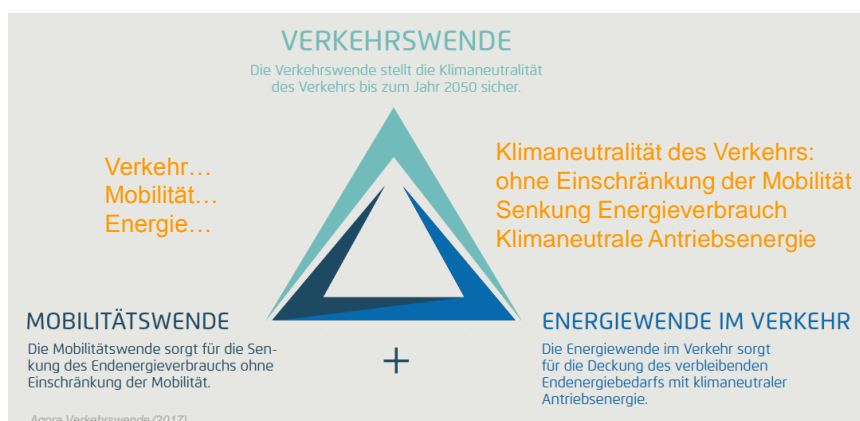 VERKEHRSWENDE
Die Verkehrswende stellt die Klimaneutralität
des Verkehrs bis zum Jahr 2050 sicher.
Verkehr…
Mobilität…
Energie…
Klimaneutralität des Verkehrs:
ohne Einschränkung der Mobilität
Senkung Energieverbrauch
Klimaneutrale Antriebsenergie
MOBILITÄTSWENDE
Die Mobilitätswende sorgt für die Sen-
kung des Endenergieverbrauchs ohne
Einschränkung der Mobilität.
+
ENERGIEWENDE IM VERKEHR
Die Energiewende im Verkehr sorgt
für die Deckung des verbleibenden
Endenergiebedarfs mit klimaneutraler
Antriebsenergie.
Agora Verkehrswende (2017)